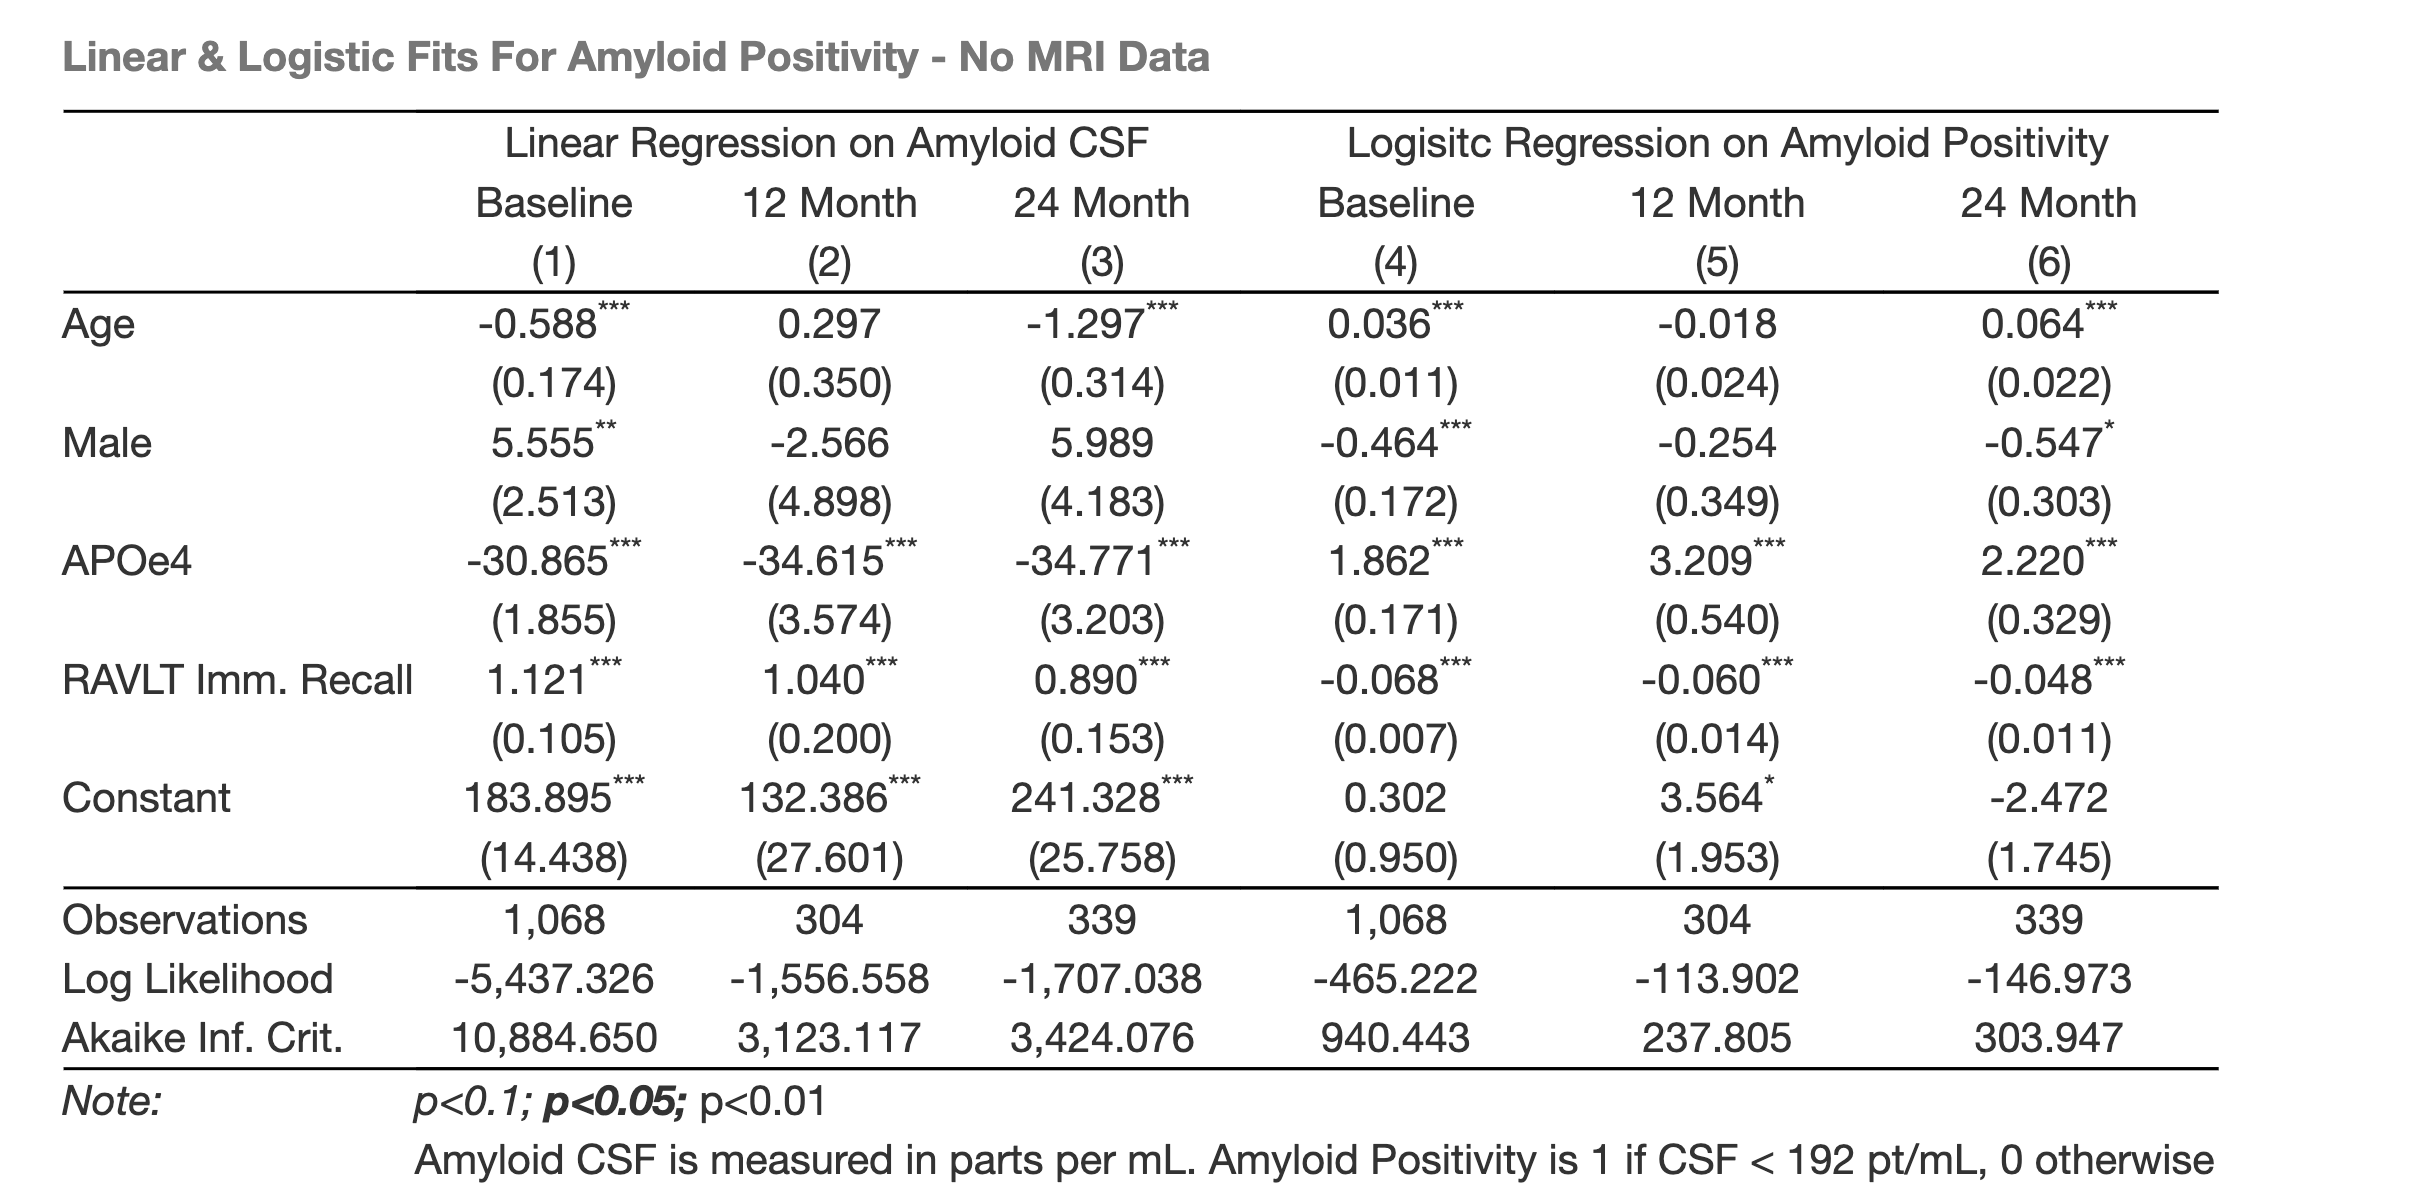 Linear & Logistic Fits For Amyloid Positivity - No MRI Data
Linear Regression on Amyloid CSF Logisitc Regression on Amyloid Positivity
Baseline 12 Month 24 Month Baseline 12 Month 24 Month
(1) (2) (3) (4) (5) (6)
Age -0.588*** 0.297 -1.297*** 0.036*** -0.018 0.064***
(0.174) (0.350) (0.314) (0.011) (0.024) (0.022)
Male 5.555** -2.566 5.989 -0.464*** -0.254 -0.547*
(2.513) (4.898) (4.183) (0.172) (0.349) (0.303)
APOe4 -30.865*** -34.615*** -34.771*** 1.862*** 3.209*** 2.220***
(1.855) (3.574) (3.203) (0.171) (0.540) (0.329)
RAVLT Imm. Recall 1.121*** 1.040*** 0.890*** -0.068*** -0.060*** -0.048***
(0.105) (0.200) (0.153) (0.007) (0.014) (0.011)
Constant 183.895*** 132.386*** 241.328*** 0.302 3.564* -2.472
(14.438) (27.601) (25.758) (0.950) (1.953) (1.745)
Observations 1,068 304 339 1,068 304 339
Log Likelihood -5,437.326 -1,556.558 -1,707.038 -465.222 -113.902 -146.973
Akaike Inf. Crit. 10,884.650 3,123.117 3,424.076 940.443 237.805 303.947
Note: p<0.1; p<0.05; p<0.01
Amyloid CSF is measured in parts per mL. Amyloid Positivity is 1 if CSF < 192 pt/mL, 0 otherwise